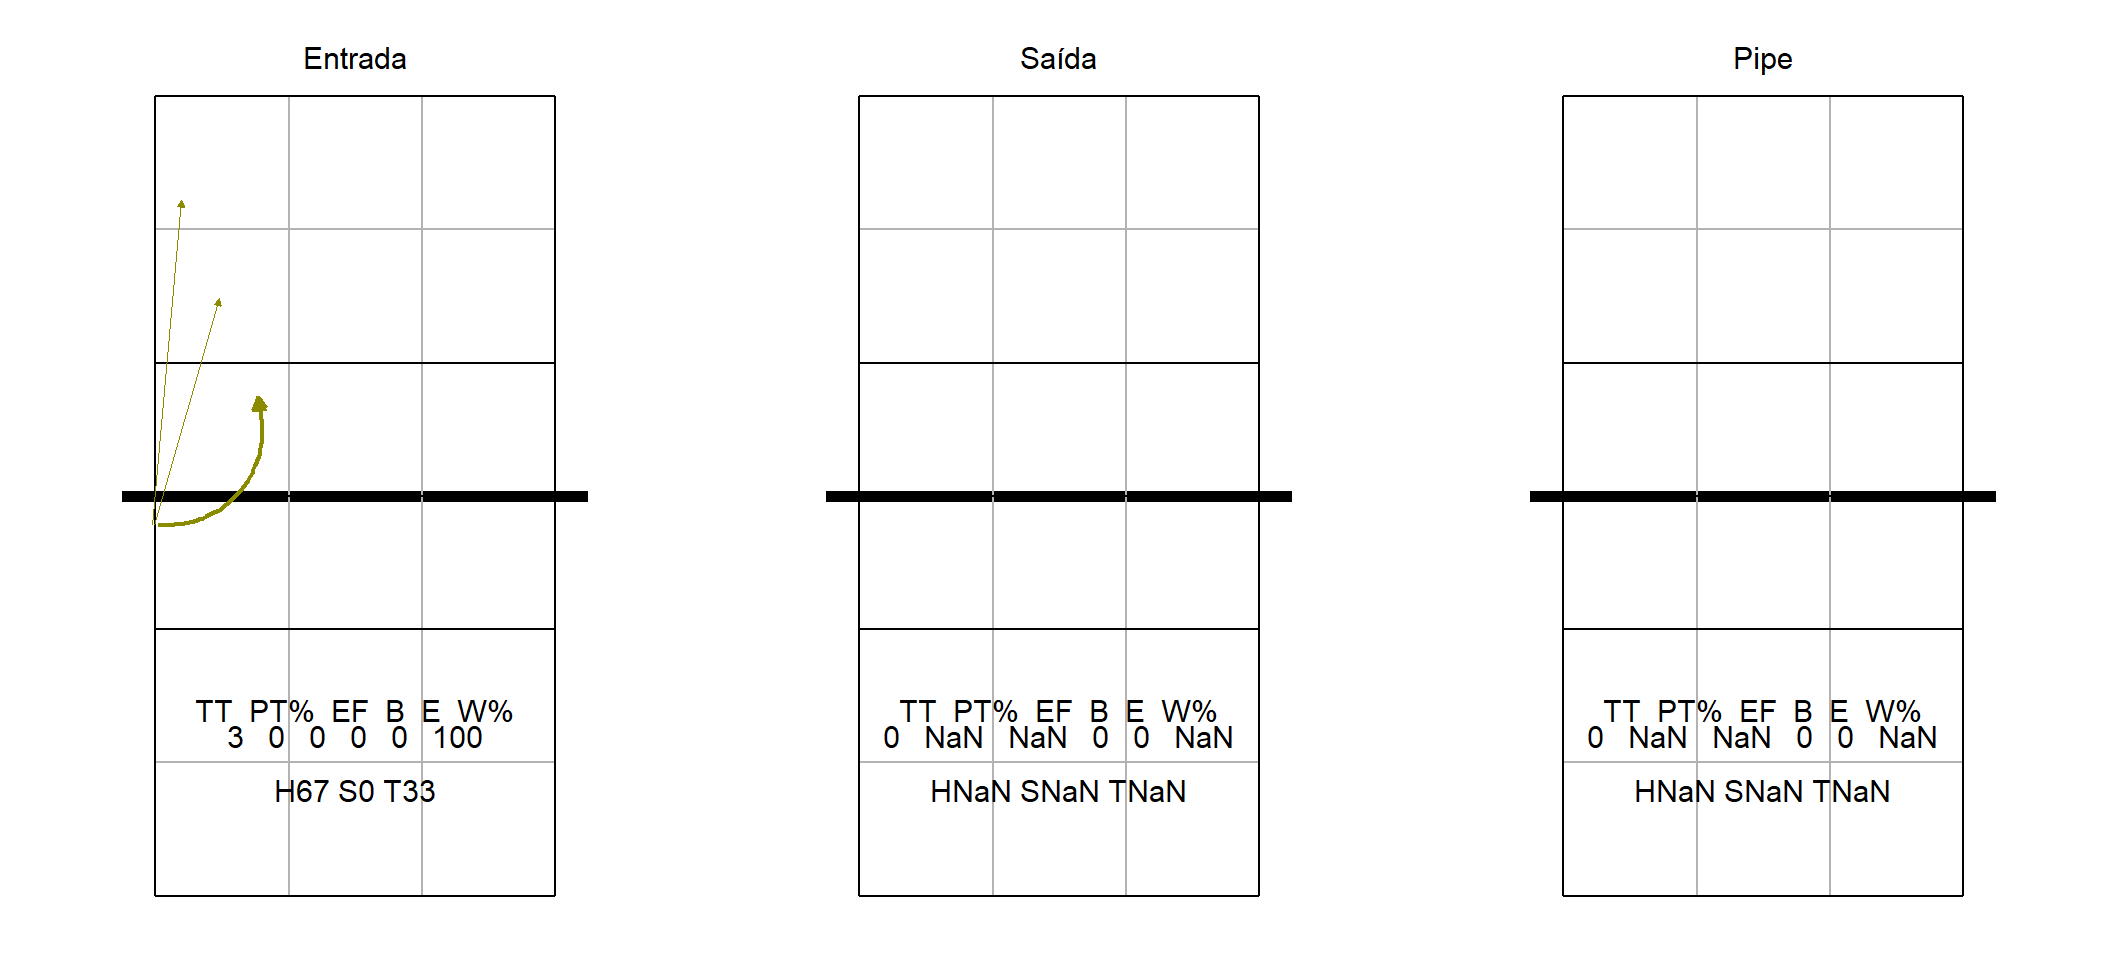 Entrada
TT PT% EF B E W%
3 0 0 0 0 100
H67 S0 T33
Saída
TT PT% EF B E W%
0 NaN NaN 0 0 NaN
HNaN SNaN TNaN
Pipe
TT PT% EF B E W%
0 NaN NaN 0 0 NaN
HNaN SNaN TNaN